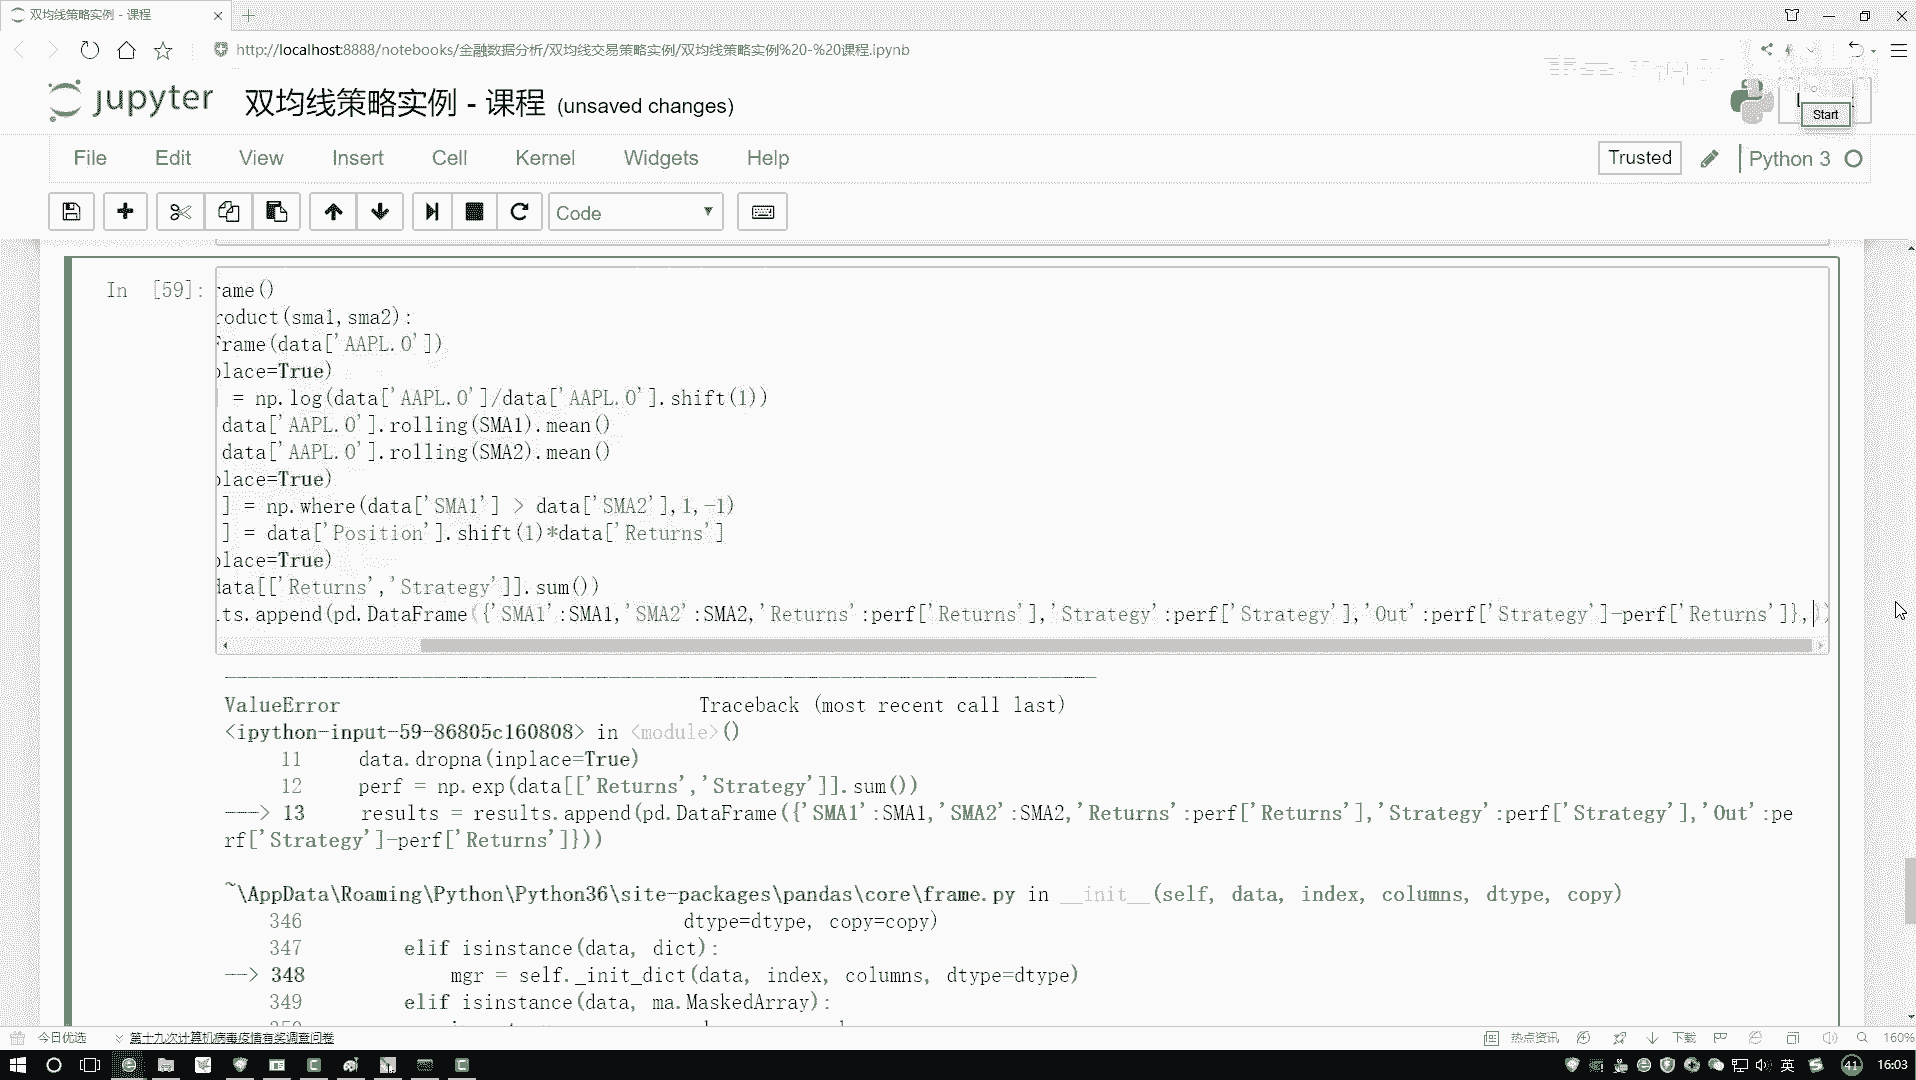 双均线策略实例 - 课程
http://localhost:8888/notebooks/金融数据分析/双均线交易策略实例/双均线策略实例%20-%20课程.ipynb
jupyter 双均线策略实例 - 课程 (unsaved changes)
Start
File Edit View Insert Cell Kernel Widgets Help
Trusted Python 3
Code
In [59]:
rame()
roduct(sma1,sma2):
Frame(data['AAPL.O'])
place=True)
] = np.log(data['AAPL.O']/data['AAPL.O'].shift(1))
data['AAPL.O'].rolling(SMA1).mean()
data['AAPL.O'].rolling(SMA2).mean()
place=True)
] = np.where(data['SMA1'] > data['SMA2'],1,-1)
] = data['Position'].shift(1)*data['Returns']
place=True)
data[['Returns','Strategy']].sum())
lts.append(pd.DataFrame({'SMA1':SMA1,'SMA2':SMA2,'Returns':perf['Returns'],'Strategy':perf['Strategy'],'Out':perf['Strategy']-perf['Returns']},))
ValueError Traceback (most recent call last)
<ipython-input-59-86805c160808> in <module>()
11 data.dropna(inplace=True)
12 perf = np.exp(data[['Returns','Strategy']].sum())
---> 13 results = results.append(pd.DataFrame({'SMA1':SMA1,'SMA2':SMA2,'Returns':perf['Returns'],'Strategy':perf['Strategy'],'Out':pe
rf['Strategy']-perf['Returns']}))
~\AppData\Roaming\Python\Python36\site-packages\pandas\core\frame.py in __init__(self, data, index, columns, dtype, copy)
346 dtype=dtype, copy=copy)
347 elif isinstance(data, dict):
--> 348 mgr = self._init_dict(data, index, columns, dtype=dtype)
349 elif isinstance(data, ma.MaskedArray):
今日优选 第十九次计算机病毒疫情有奖调查问卷 热点资讯 下载 160%
英 41 16:03